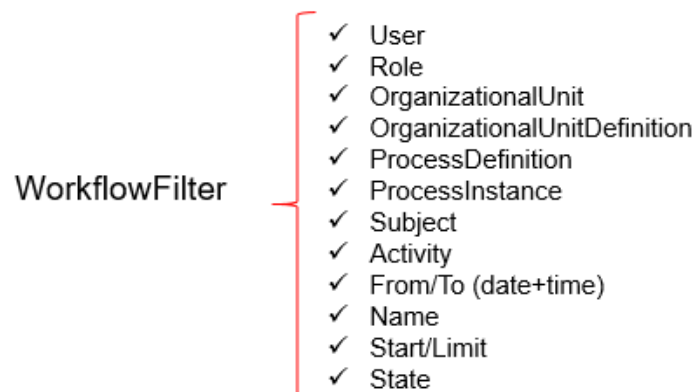 WorkflowFilter
✓ User
✓ Role
✓ OrganizationalUnit
✓ OrganizationalUnitDefinition
✓ ProcessDefinition
✓ ProcessInstance
✓ Subject
✓ Activity
✓ From/To (date+time)
✓ Name
✓ Start/Limit
✓ State